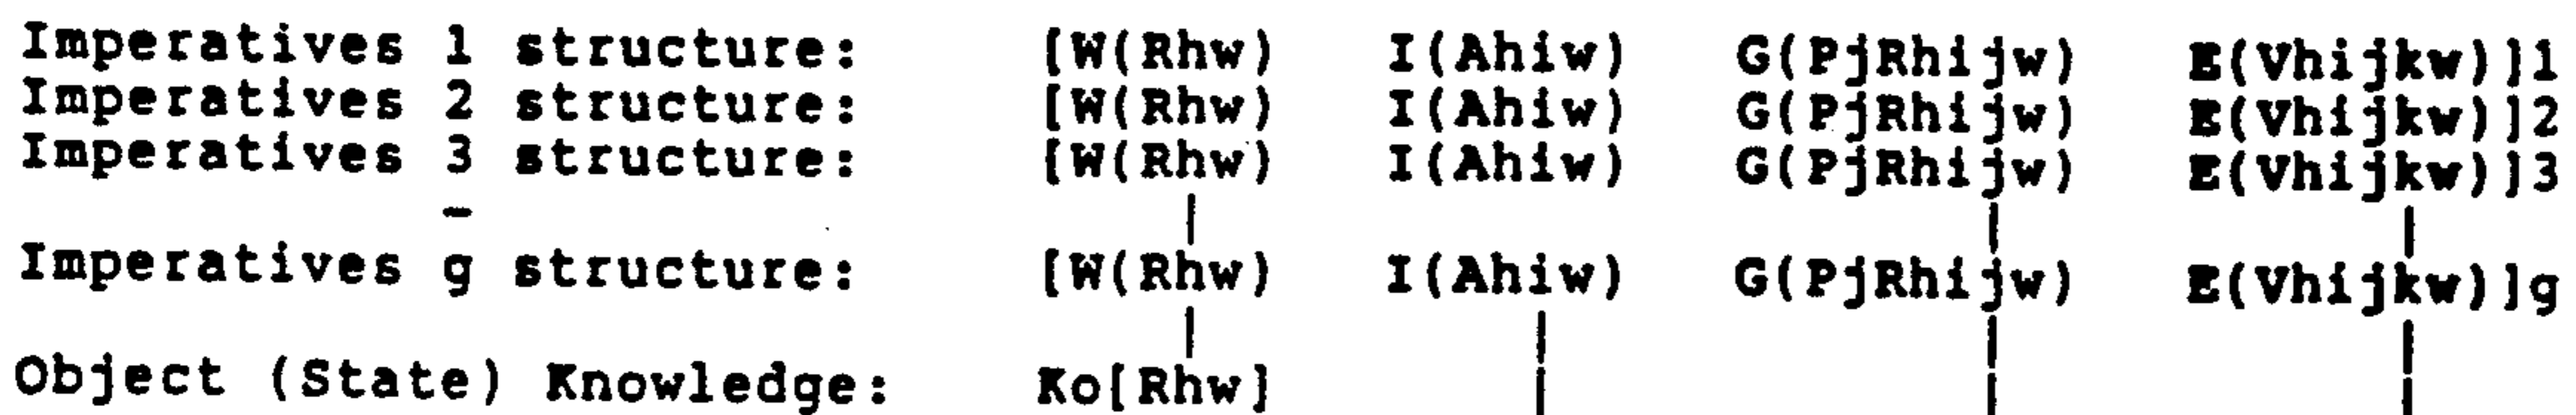 Imperatives 1 structure: [W(Rhw) I(Ahiw) G(PjRhijw) E(Vhijkw)]1
Imperatives 2 structure: [W(Rhw) I(Ahiw) G(PjRhijw) E(Vhijkw)]2
Imperatives 3 structure: [W(Rhw) I(Ahiw) G(PjRhijw) E(Vhijkw)]3
- | | |
Imperatives g structure: [W(Rhw) I(Ahiw) G(PjRhijw) E(Vhijkw)]g
| | | |
Object (State) Knowledge: Ko[Rhw] | | |